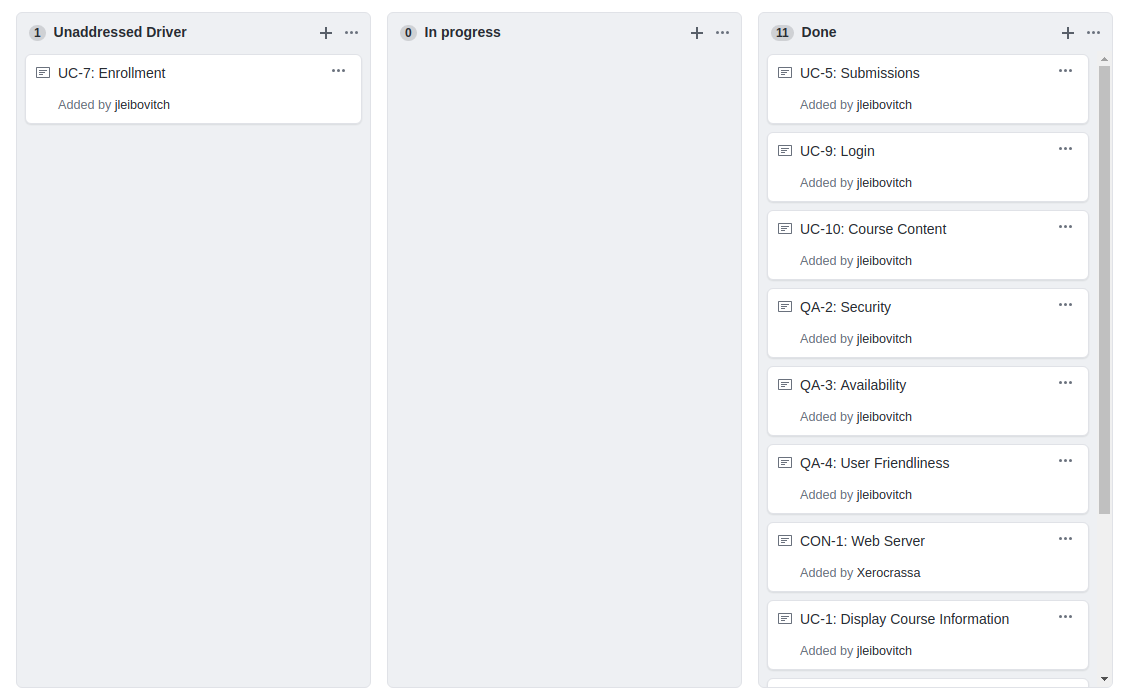 1 Unaddressed Driver
UC-7: Enrollment
Added by jleibovitch
0 In progress
11 Done
UC-5: Submissions
Added by jleibovitch
UC-9: Login
Added by jleibovitch
UC-10: Course Content
Added by jleibovitch
QA-2: Security
Added by jleibovitch
QA-3: Availability
Added by jleibovitch
QA-4: User Friendliness
Added by jleibovitch
CON-1: Web Server
Added by Xerocrassa
UC-1: Display Course Information
Added by jleibovitch